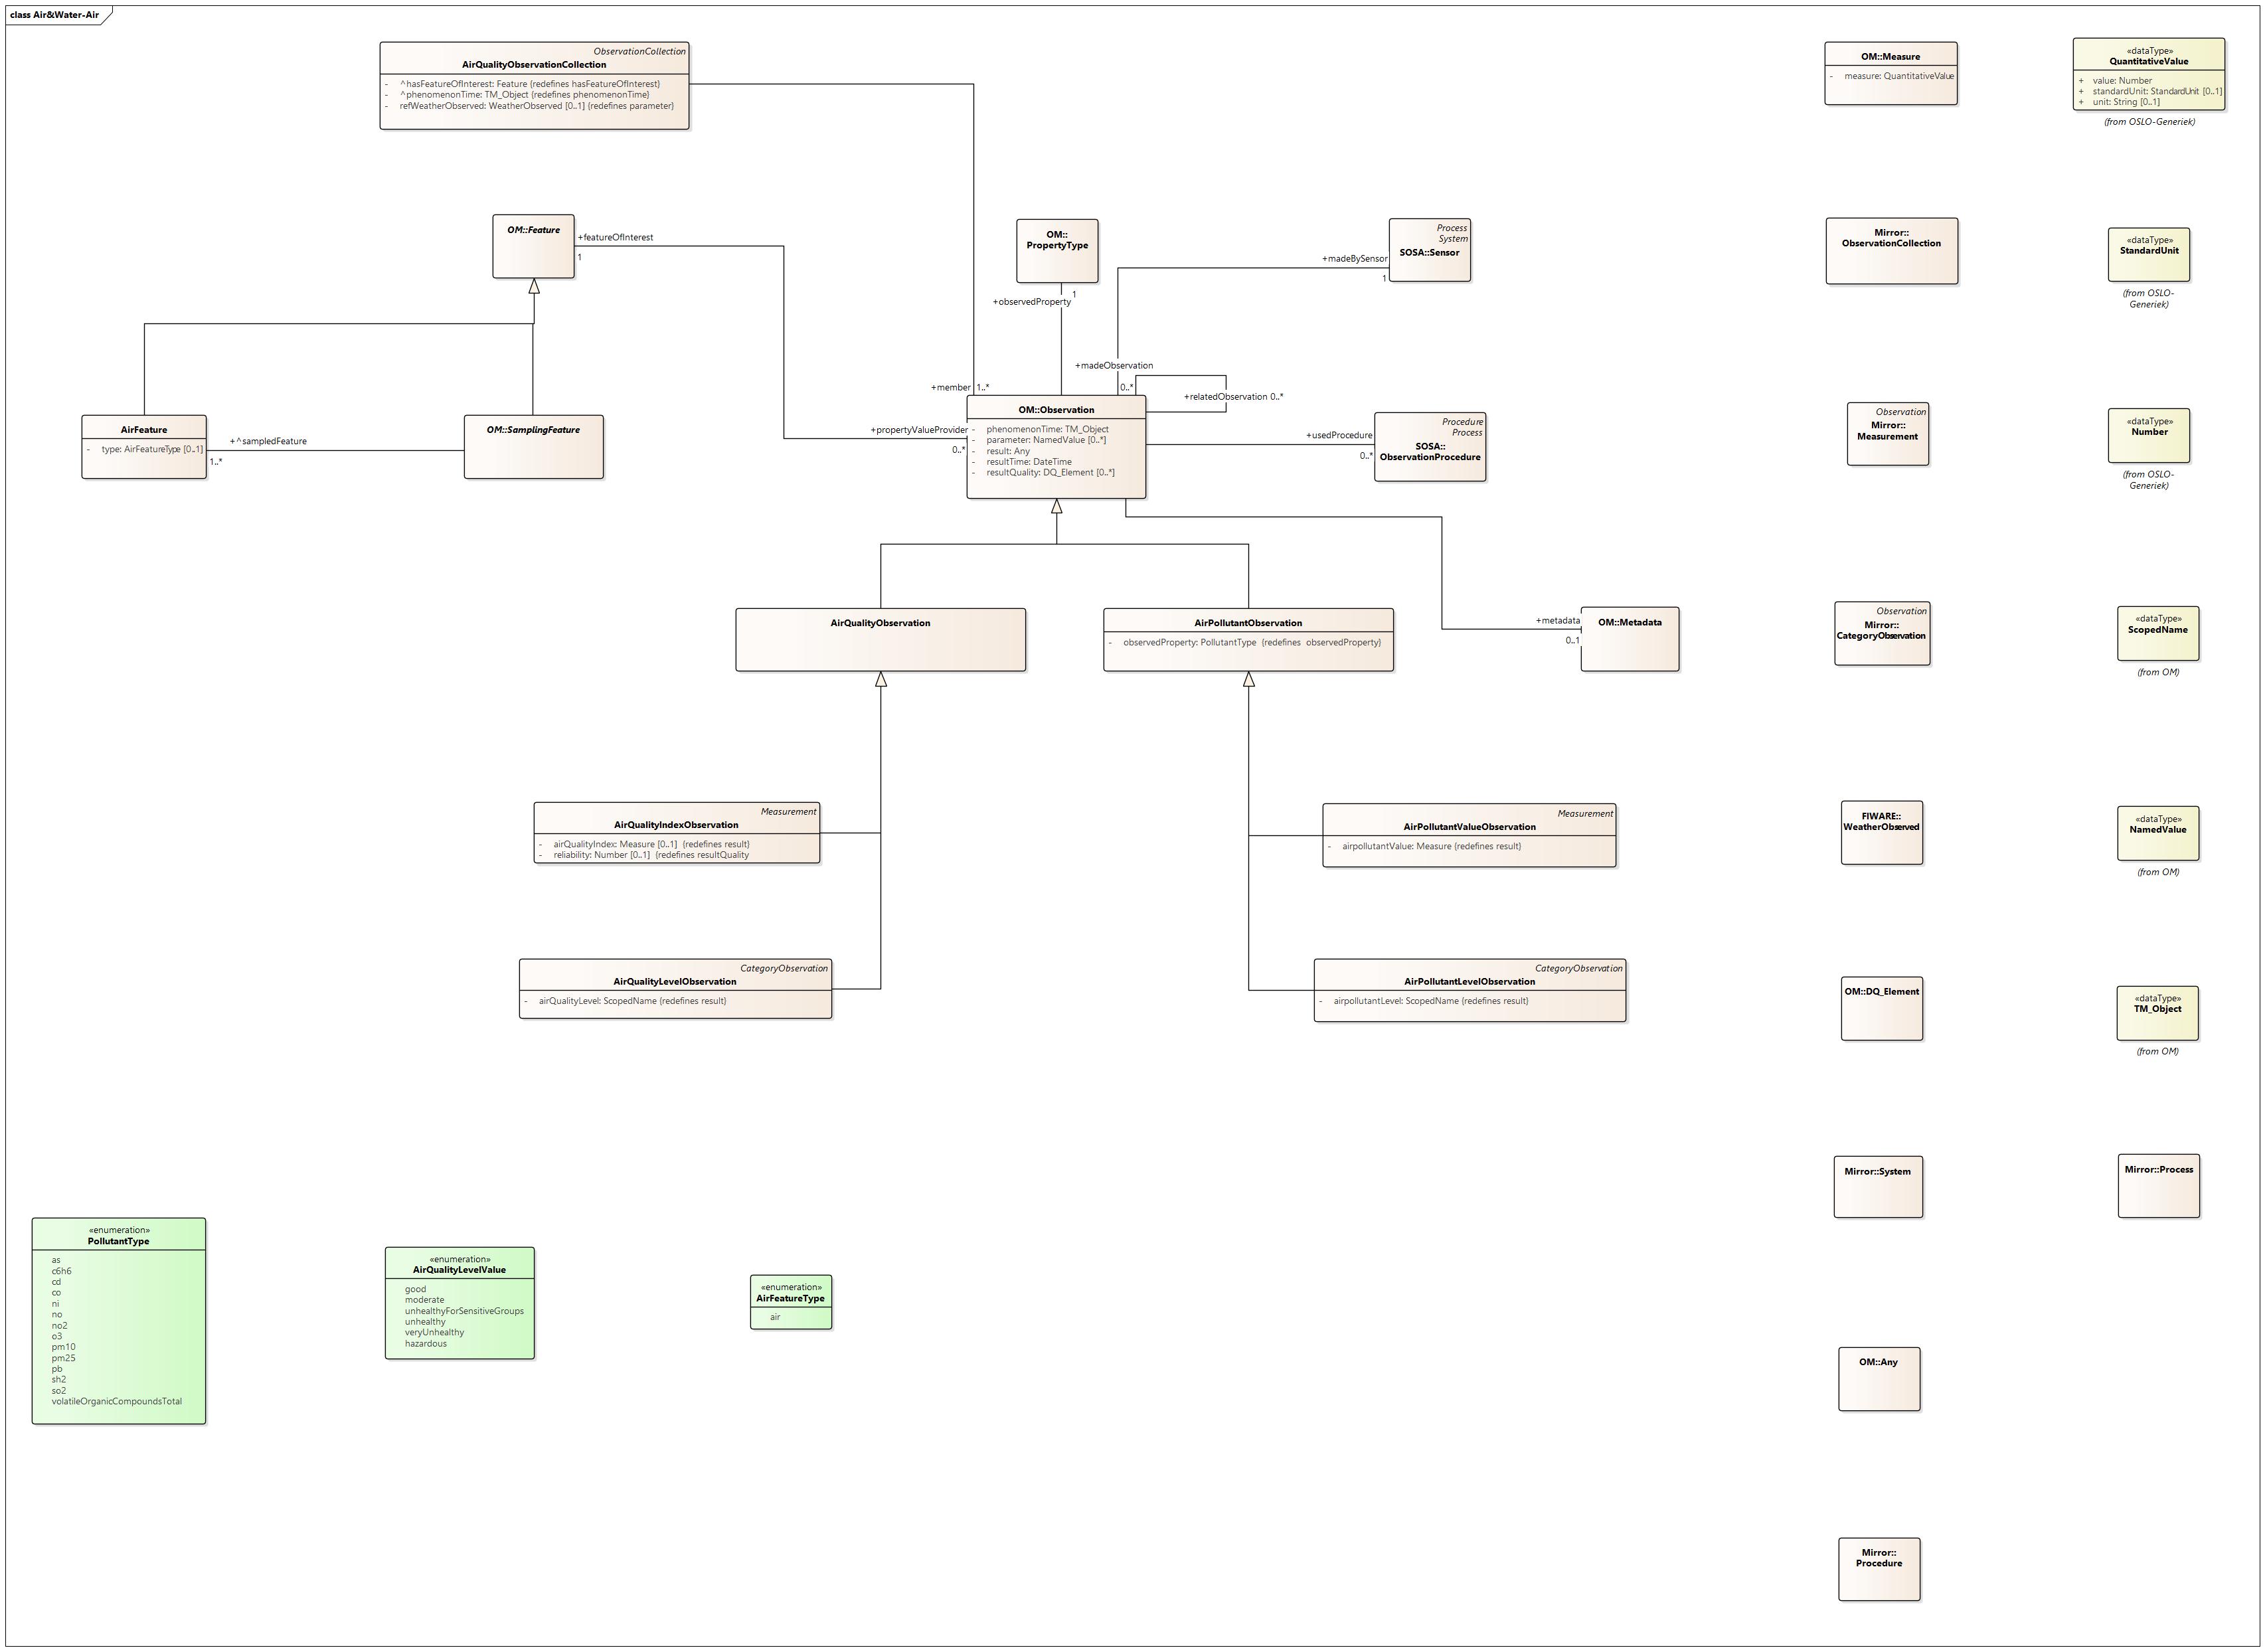 class Air&Water-Air
ObservationCollection
AirQualityObservationCollection
- ^hasFeatureOfInterest: Feature {redefines hasFeatureOfInterest}
- ^phenomenonTime: TM_Object {redefines phenomenonTime}
- refWeatherObserved: WeatherObserved [0..1] {redefines parameter}
OM::Measure
- measure: QuantitativeValue
«dataType»
QuantitativeValue
+ value: Number
+ standardUnit: StandardUnit [0..1]
+ unit: String [0..1]
(from OSLO-Generiek)
OM::Feature
+featureOfInterest
1
OM::
PropertyType
1
+observedProperty
Process
System
SOSA::Sensor
+madeBySensor
1
Mirror::
ObservationCollection
«dataType»
StandardUnit
(from OSLO-
Generiek)
+madeObservation
0..*
+member 1..*
+relatedObservation 0..*
AirFeature
- type: AirFeatureType [0..1]
+^sampledFeature
1..*
OM::SamplingFeature
+propertyValueProvider
0..*
OM::Observation
- phenomenonTime: TM_Object
- parameter: NamedValue [0..*]
- result: Any
- resultTime: DateTime
- resultQuality: DQ_Element [0..*]
+usedProcedure
0..*
Procedure
Process
SOSA::
ObservationProcedure
Observation
Mirror::
Measurement
«dataType»
Number
(from OSLO-
Generiek)
AirQualityObservation
AirPollutantObservation
- observedProperty: PollutantType {redefines observedProperty}
+metadata
0..1
OM::Metadata
Observation
Mirror::
CategoryObservation
«dataType»
ScopedName
(from OM)
Measurement
AirQualityIndexObservation
- airQualityIndex: Measure [0..1] {redefines result}
- reliability: Number [0..1] {redefines resultQuality
Measurement
AirPollutantValueObservation
- airpollutantValue: Measure {redefines result}
FIWARE::
WeatherObserved
«dataType»
NamedValue
(from OM)
CategoryObservation
AirQualityLevelObservation
- airQualityLevel: ScopedName {redefines result}
CategoryObservation
AirPollutantLevelObservation
- airpollutantLevel: ScopedName {redefines result}
OM::DQ_Element
«dataType»
TM_Object
(from OM)
Mirror::System
Mirror::Process
«enumeration»
PollutantType
as
c6h6
cd
co
ni
no
no2
o3
pm10
pm25
pb
sh2
so2
volatileOrganicCompoundsTotal
«enumeration»
AirQualityLevelValue
good
moderate
unhealthyForSensitiveGroups
unhealthy
veryUnhealthy
hazardous
«enumeration»
AirFeatureType
air
OM::Any
Mirror::
Procedure